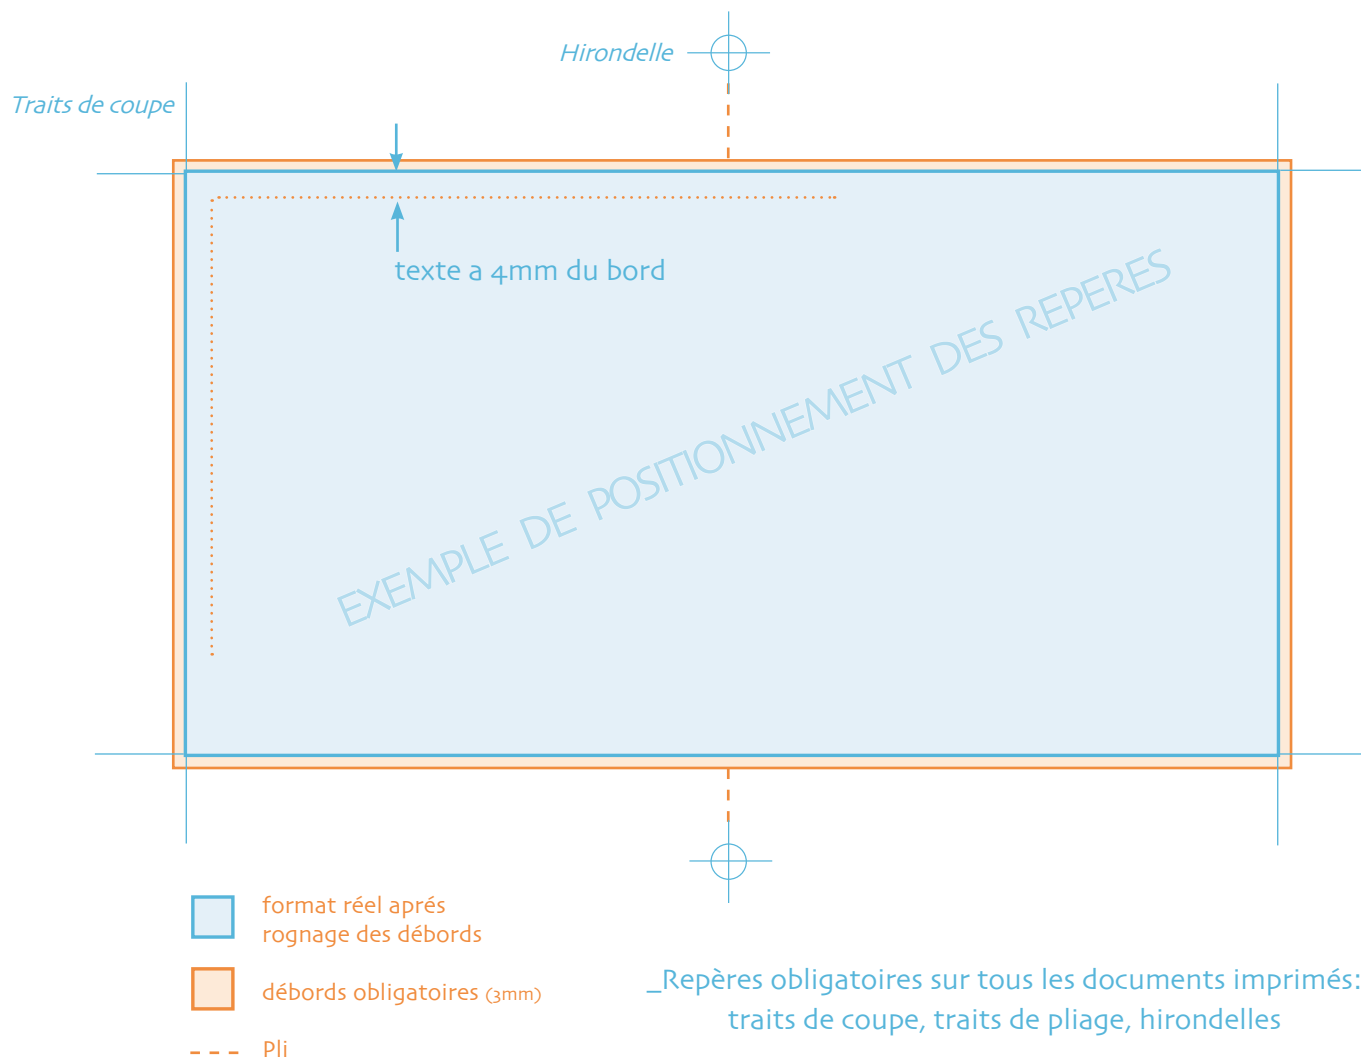 Hirondelle
Traits de coupe
texte a 4mm du bord
EXEMPLE DE POSITIONNEMENT DES REPERES
format réel aprés
rognage des débords
débords obligatoires (3mm)
Pli
_Repères obligatoires sur tous les documents imprimés:
traits de coupe, traits de pliage, hirondelles